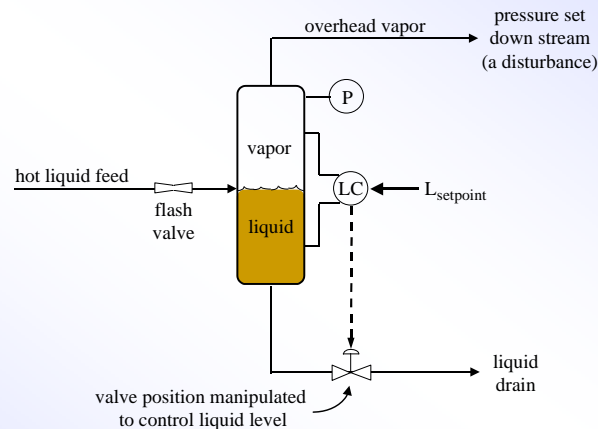 overhead vapor
pressure set
down stream
(a disturbance)
P
vapor
hot liquid feed
LC
L_setpoint
flash
valve
liquid
liquid
drain
valve position manipulated
to control liquid level